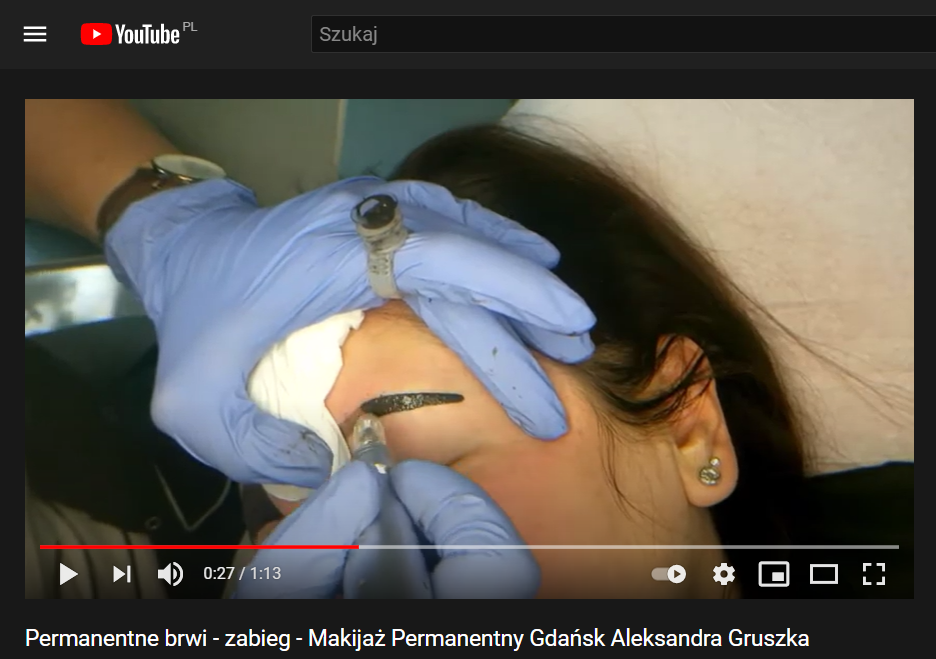 YouTube PL
Szukaj
0:27 / 1:13
Permanentne brwi - zabieg - Makijaż Permanentny Gdańsk Aleksandra Gruszka